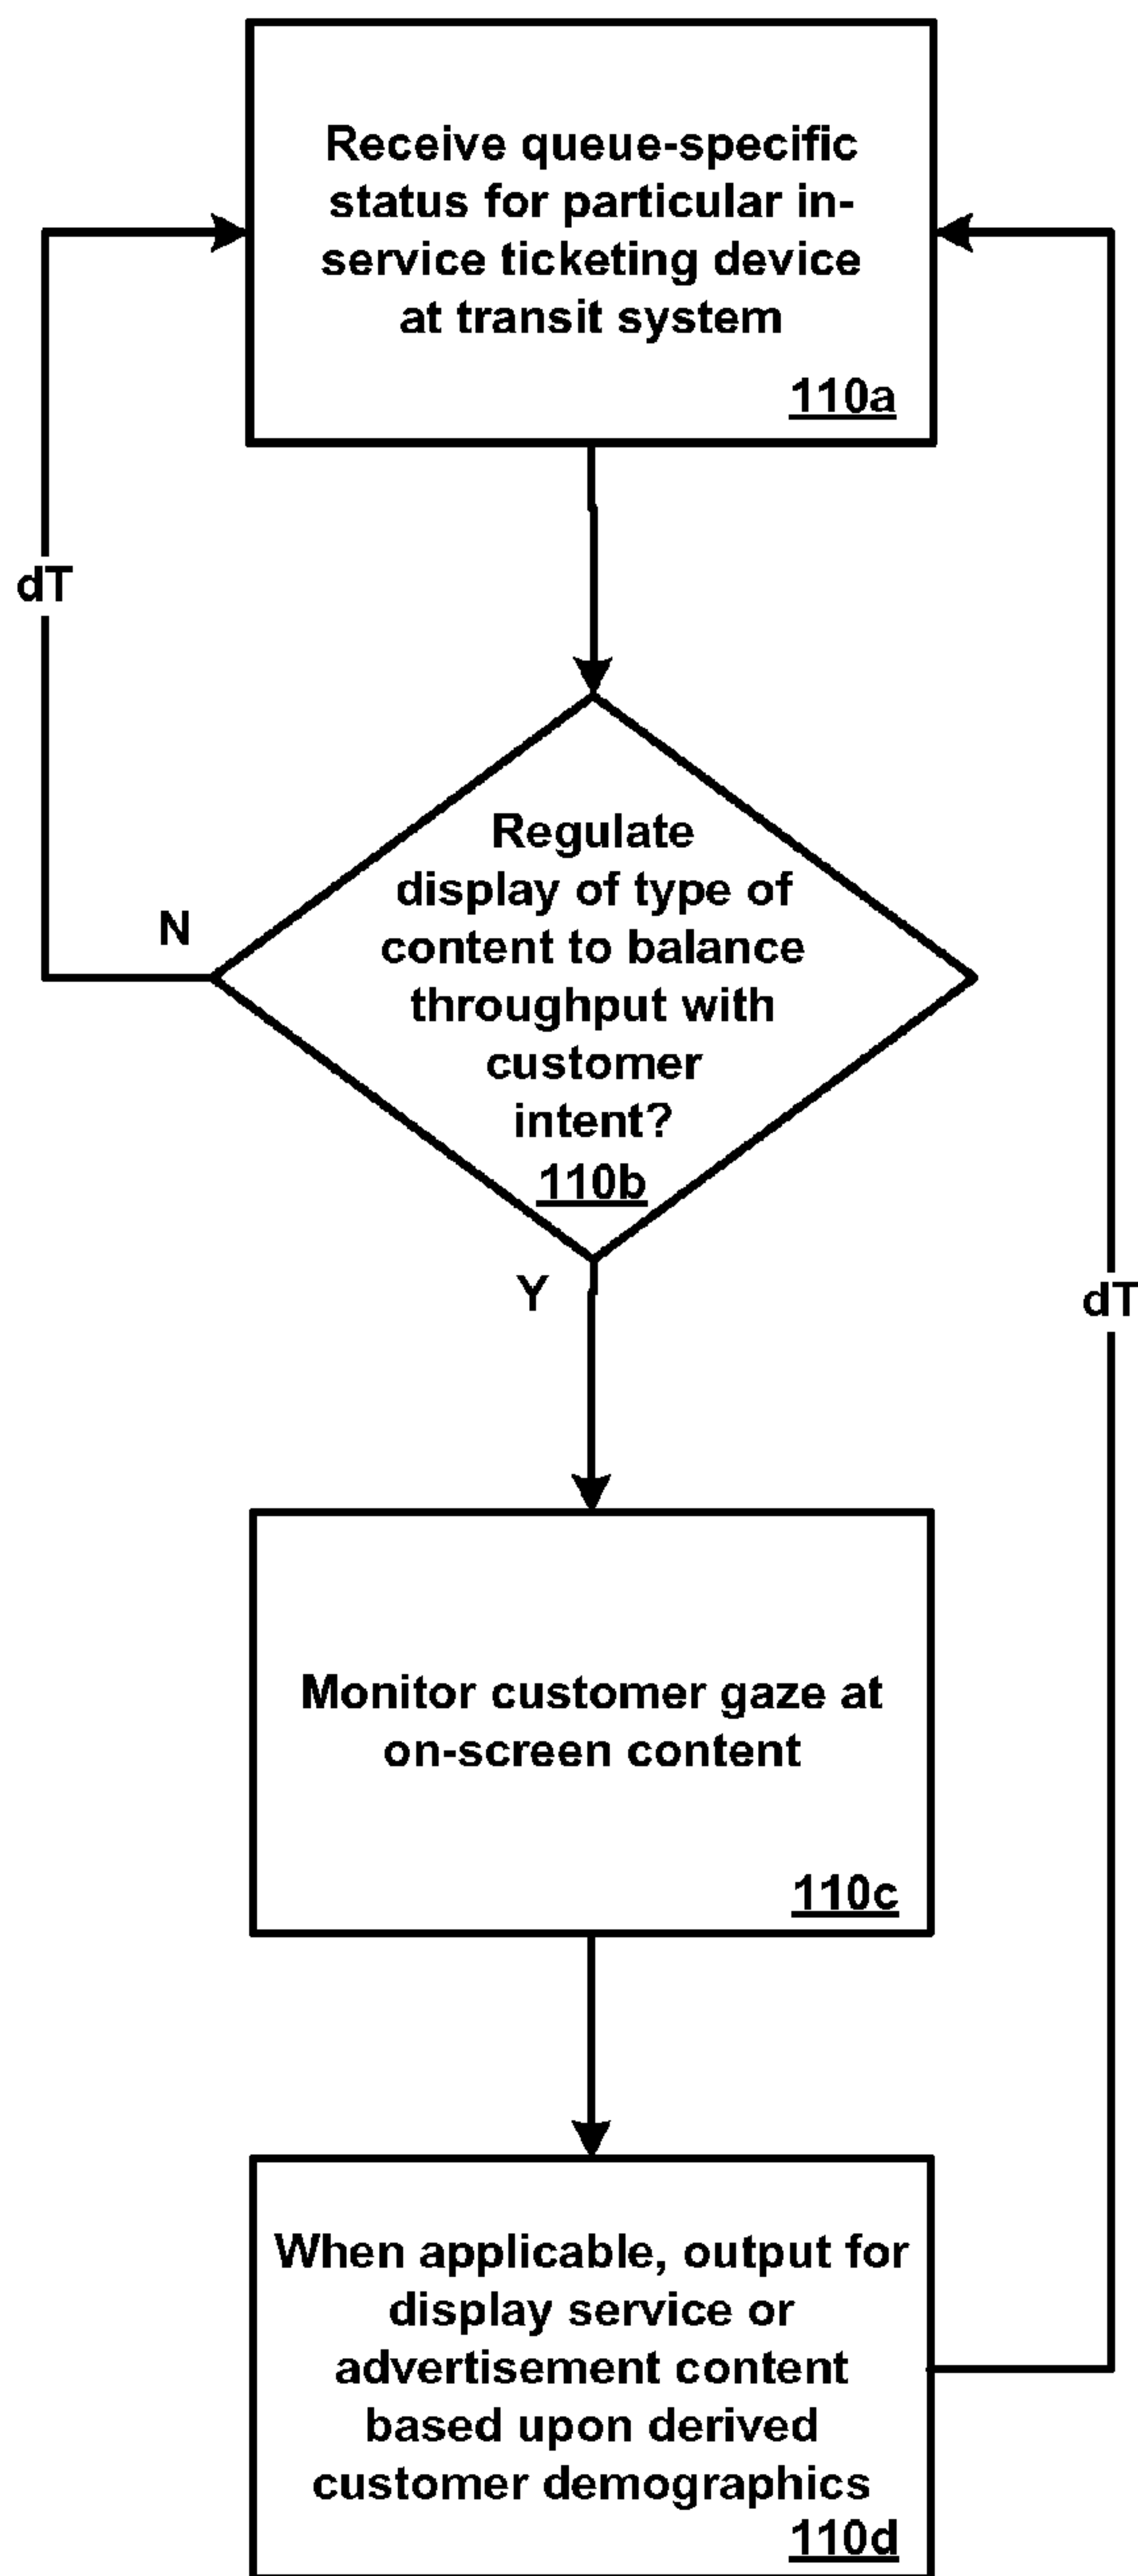 Receive queue-specific
status for particular in-
service ticketing device
at transit system
110a
dT
Regulate
display of type of
content to balance
throughput with
customer
intent?
110b
N
Y
dT
Monitor customer gaze at
on-screen content
110c
When applicable, output for
display service or
advertisement content
based upon derived
customer demographics
110d